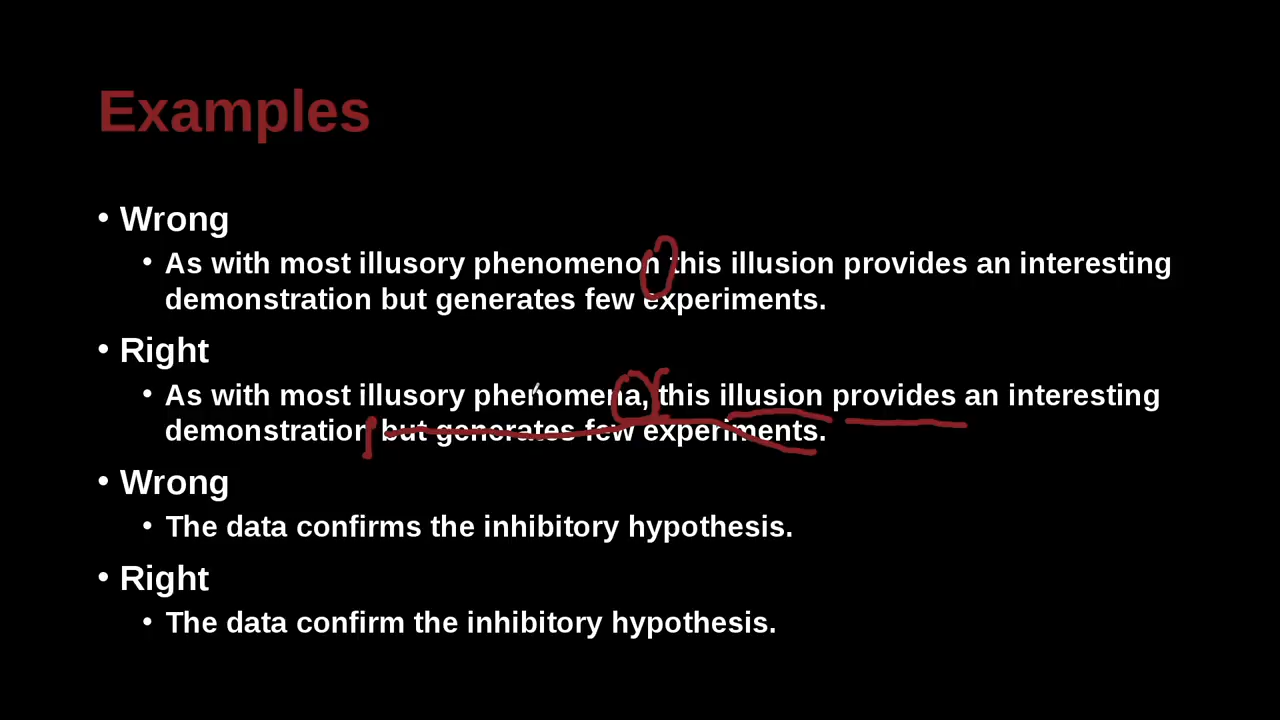 Examples
• Wrong
• As with most illusory phenomenon this illusion provides an interesting
demonstration but generates few experiments.
• Right
• As with most illusory phenomena, this illusion provides an interesting
demonstration but generates few experiments.
• Wrong
• The data confirms the inhibitory hypothesis.
• Right
• The data confirm the inhibitory hypothesis.